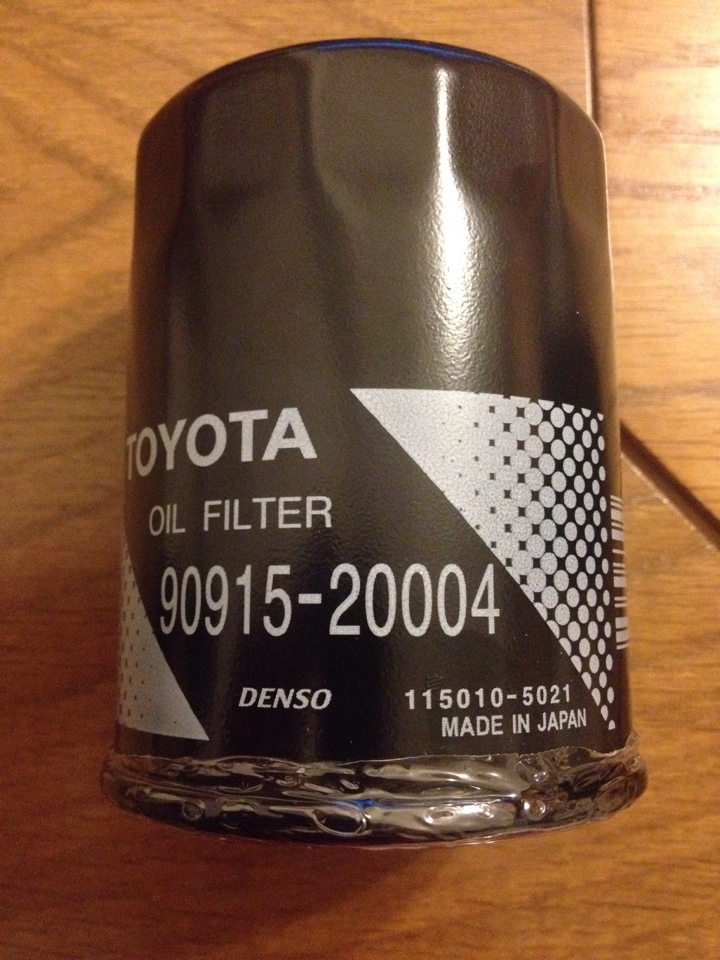 TOYOTA
OIL FILTER
90915-20004
DENSO 115010-5021
MADE IN JAPAN